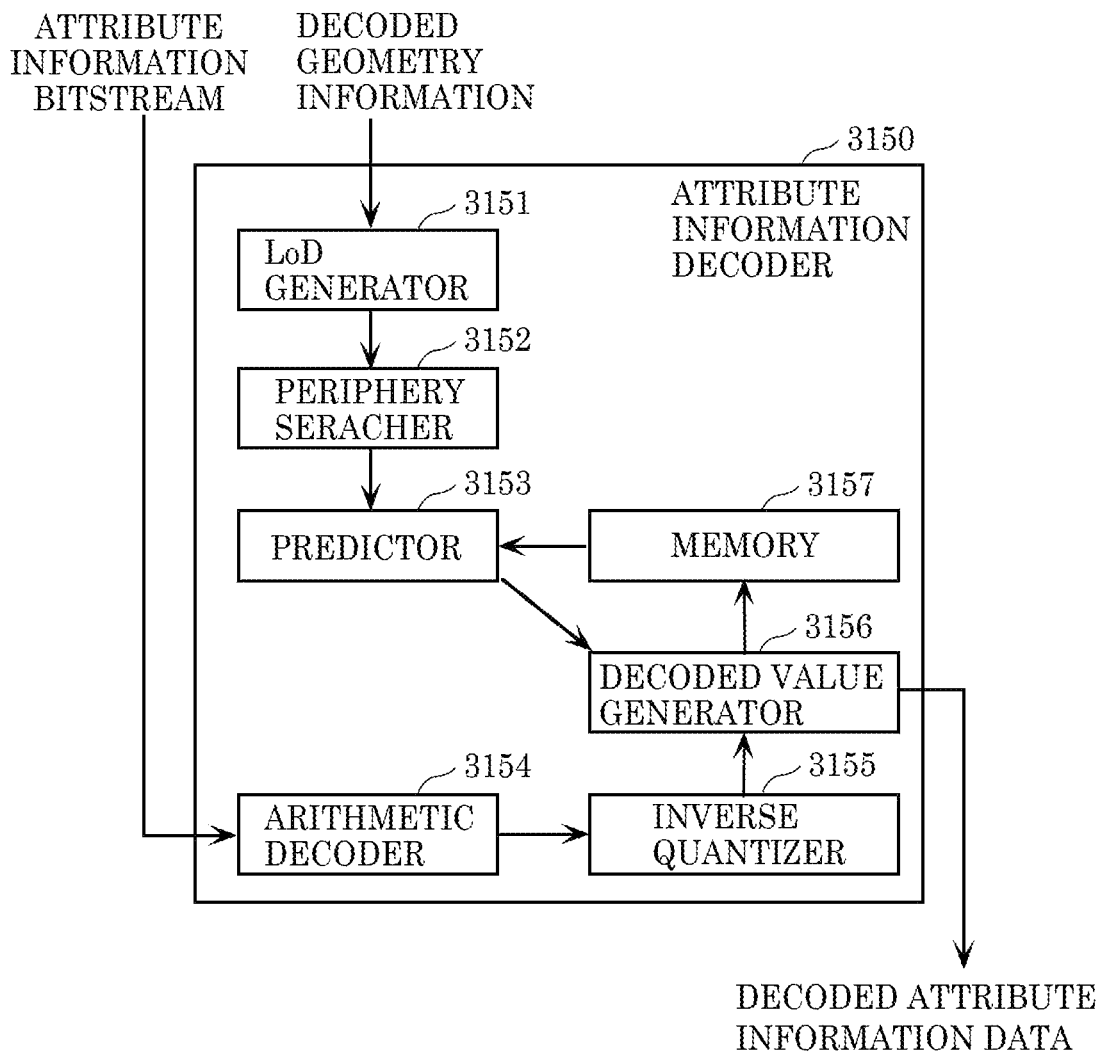 ATTRIBUTE
INFORMATION
BITSTREAM
DECODED
GEOMETRY
INFORMATION
3150
ATTRIBUTE
INFORMATION
DECODER
3151
LoD
GENERATOR
3152
PERIPHERY
SERACHER
3153
PREDICTOR
3157
MEMORY
3156
DECODED VALUE
GENERATOR
3154
ARITHMETIC
DECODER
3155
INVERSE
QUANTIZER
DECODED ATTRIBUTE
INFORMATION DATA